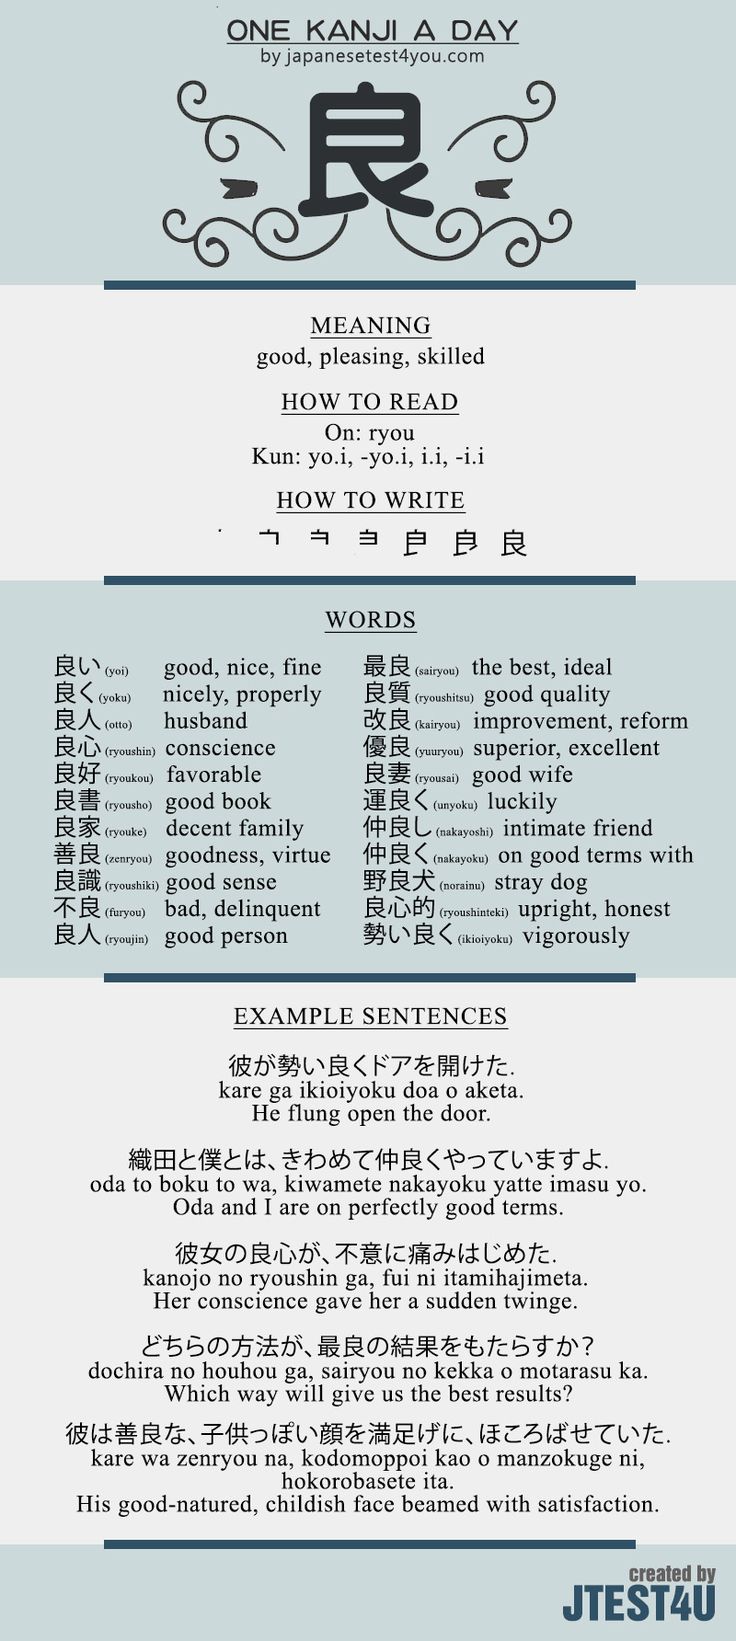 ONE KANJI A DAY
by japanesetest4you.com
良
MEANING
good, pleasing, skilled
HOW TO READ
On: ryou
Kun: yo.i, -yo.i, i.i, -i.i
HOW TO WRITE
良
WORDS
良い (yoi) good, nice, fine
良く (yoku) nicely, properly
良人 (otto) husband
良心 (ryoushin) conscience
良好 (ryoukou) favorable
良書 (ryousho) good book
良家 (ryouke) decent family
善良 (zenryou) goodness, virtue
良識 (ryoushiki) good sense
不良 (furyou) bad, delinquent
良人 (ryoujin) good person
最良 (sairyou) the best, ideal
良質 (ryoushitsu) good quality
改良 (kairyou) improvement, reform
優良 (yuuryou) superior, excellent
良妻 (ryousai) good wife
運良く (unyoku) luckily
仲良し (nakayoshi) intimate friend
仲良く (nakayoku) on good terms with
野良犬 (norainu) stray dog
良心的 (ryoushinteki) upright, honest
勢い良く (ikioiyoku) vigorously
EXAMPLE SENTENCES
彼が勢い良くドアを開けた.
kare ga ikioiyoku doa o aketa.
He flung open the door.
織田と僕とは、きわめて仲良くやっていますよ.
oda to boku to wa, kiwamete nakayoku yatte imasu yo.
Oda and I are on perfectly good terms.
彼女の良心が、不意に痛みはじめた.
kanojo no ryoushin ga, fui ni itamihajimeta.
Her conscience gave her a sudden twinge.
どちらの方法が、最良の結果をもたらすか？
dochira no houhou ga, sairyou no kekka o motarasu ka.
Which way will give us the best results?
彼は善良な、子供っぽい顔を満足げに、ほころばせていた.
kare wa zenryou na, kodomoppoi kao o manzokuge ni,
hokorobasete ita.
His good-natured, childish face beamed with satisfaction.
created by
JTEST4U